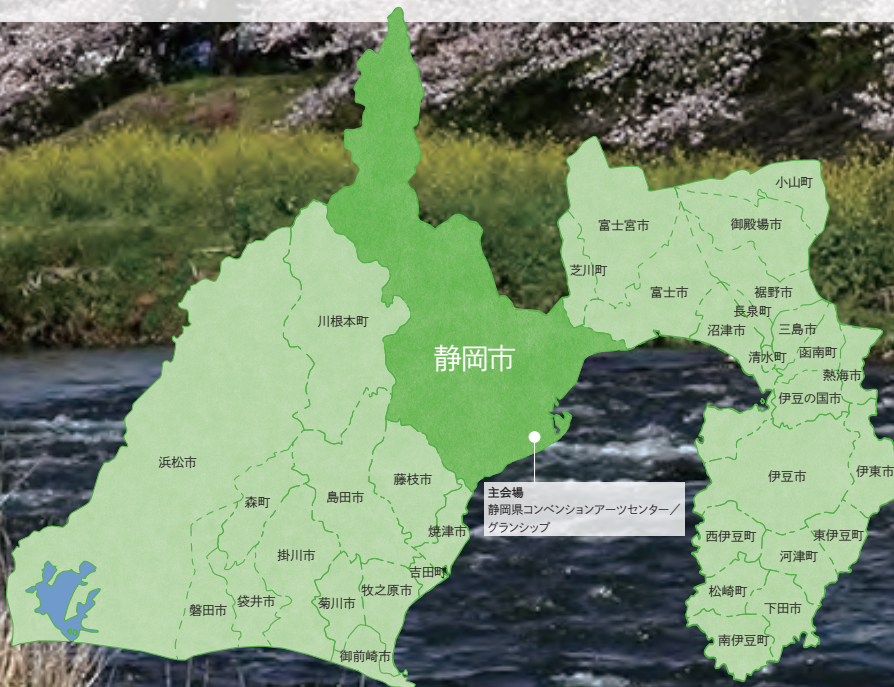 小山町
富士宮市
御殿場市
芝川町
富士市
裾野市
長泉町
川根本町
沼津市
三島市
静岡市
清水町
函南町
熱海市
伊豆の国市
浜松市
藤枝市
伊豆市
伊東市
森町
島田市
主会場
静岡県コンベンションアーツセンター／
グランシップ
焼津市
西伊豆町
東伊豆町
掛川市
河津町
吉田町
牧之原市
松崎町
磐田市
袋井市
菊川市
下田市
南伊豆町
御前崎市